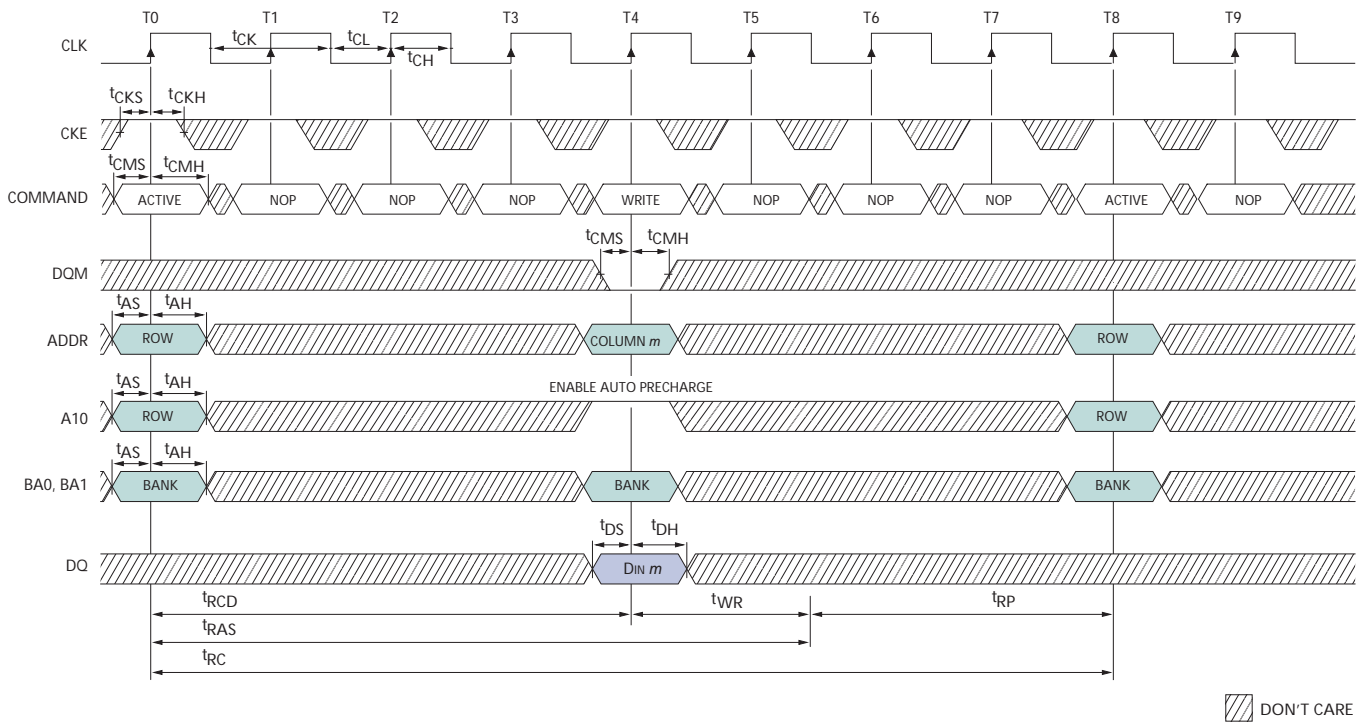 T0 T1 T2 T3 T4 T5 T6 T7 T8 T9
CLK tCK tCL tCH
tCKS tCKH
CKE
tCMS tCMH
COMMAND ACTIVE NOP NOP NOP WRITE NOP NOP NOP ACTIVE NOP
tCMS tCMH
DQM
tAS tAH
ADDR ROW COLUMN m ROW
ENABLE AUTO PRECHARGE
tAS tAH
A10 ROW ROW
tAS tAH
BA0, BA1 BANK BANK BANK
tDS tDH
DQ DIN m
tRCD tWR tRP
tRAS
tRC
DON'T CARE